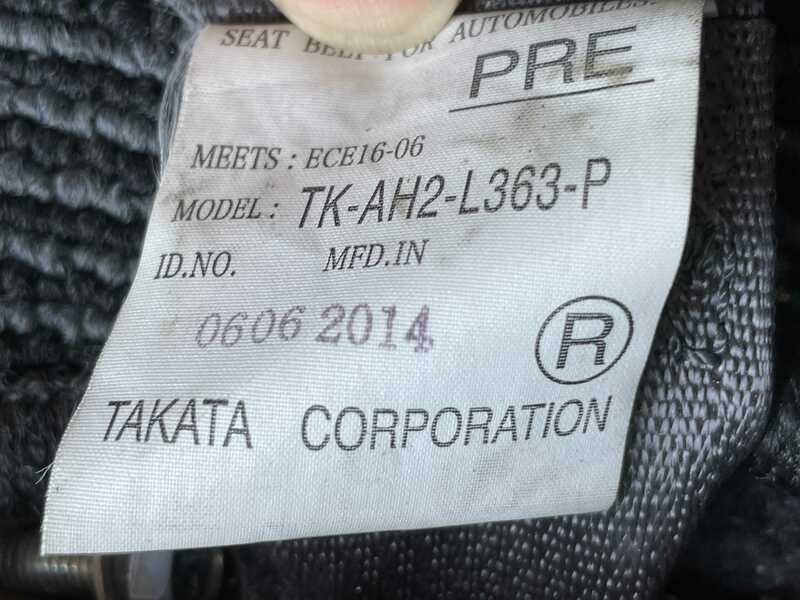 SEAT BELT FOR AUTOMOBILES.
PRE
MEETS : ECE16-06
MODEL : TK-AH2-L363-P
ID.NO. MFD.IN
0606 2014
R
TAKATA CORPORATION